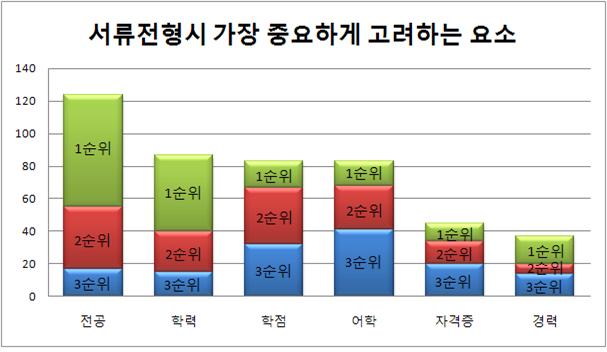 서류전형시 가장 중요하게 고려하는 요소
140
120
100
80
60
40
20
0
1순위
2순위
3순위
1순위
2순위
3순위
1순위
2순위
3순위
1순위
2순위
3순위
1순위
2순위
3순위
1순위
2순위
3순위
전공 학력 학점 어학 자격증 경력